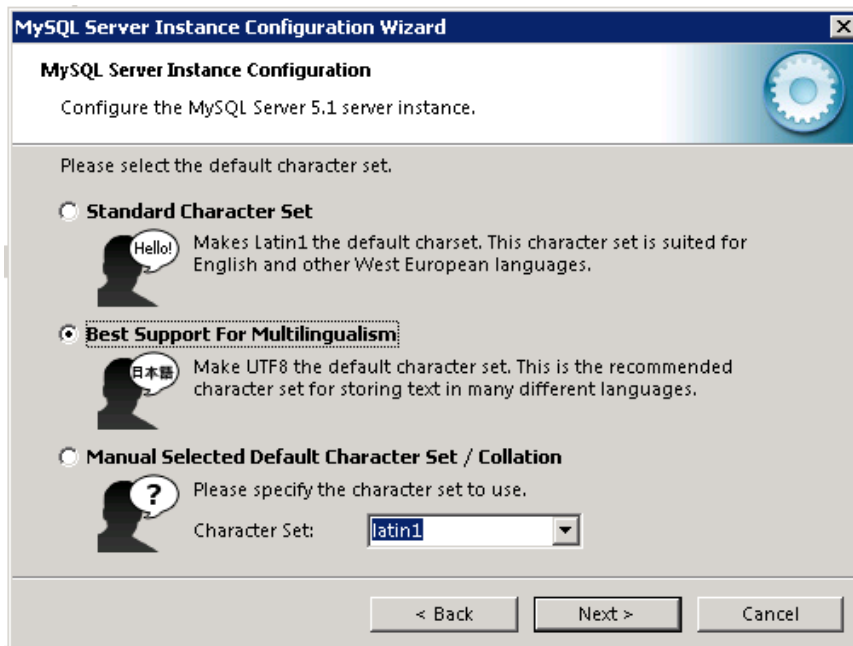 MySQL Server Instance Configuration Wizard
MySQL Server Instance Configuration
Configure the MySQL Server 5.1 server instance.
Please select the default character set.
Standard Character Set
Hello!
Makes Latin1 the default charset. This character set is suited for
English and other West European languages.
Best Support For Multilingualism
日本語
Make UTF8 the default character set. This is the recommended
character set for storing text in many different languages.
Manual Selected Default Character Set / Collation
?
Please specify the character set to use.
Character Set: latin1
< Back Next > Cancel